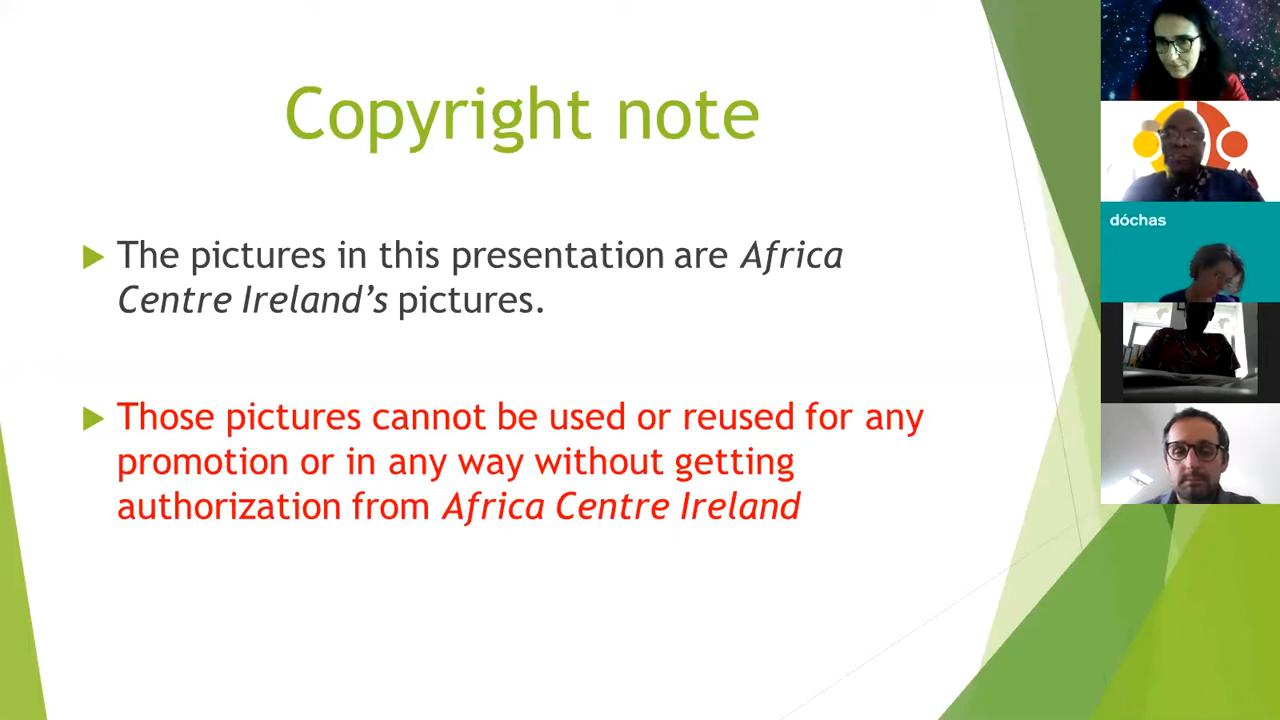 Copyright note
The pictures in this presentation are Africa
Centre Ireland’s pictures.
Those pictures cannot be used or reused for any
promotion or in any way without getting
authorization from Africa Centre Ireland
dóchas